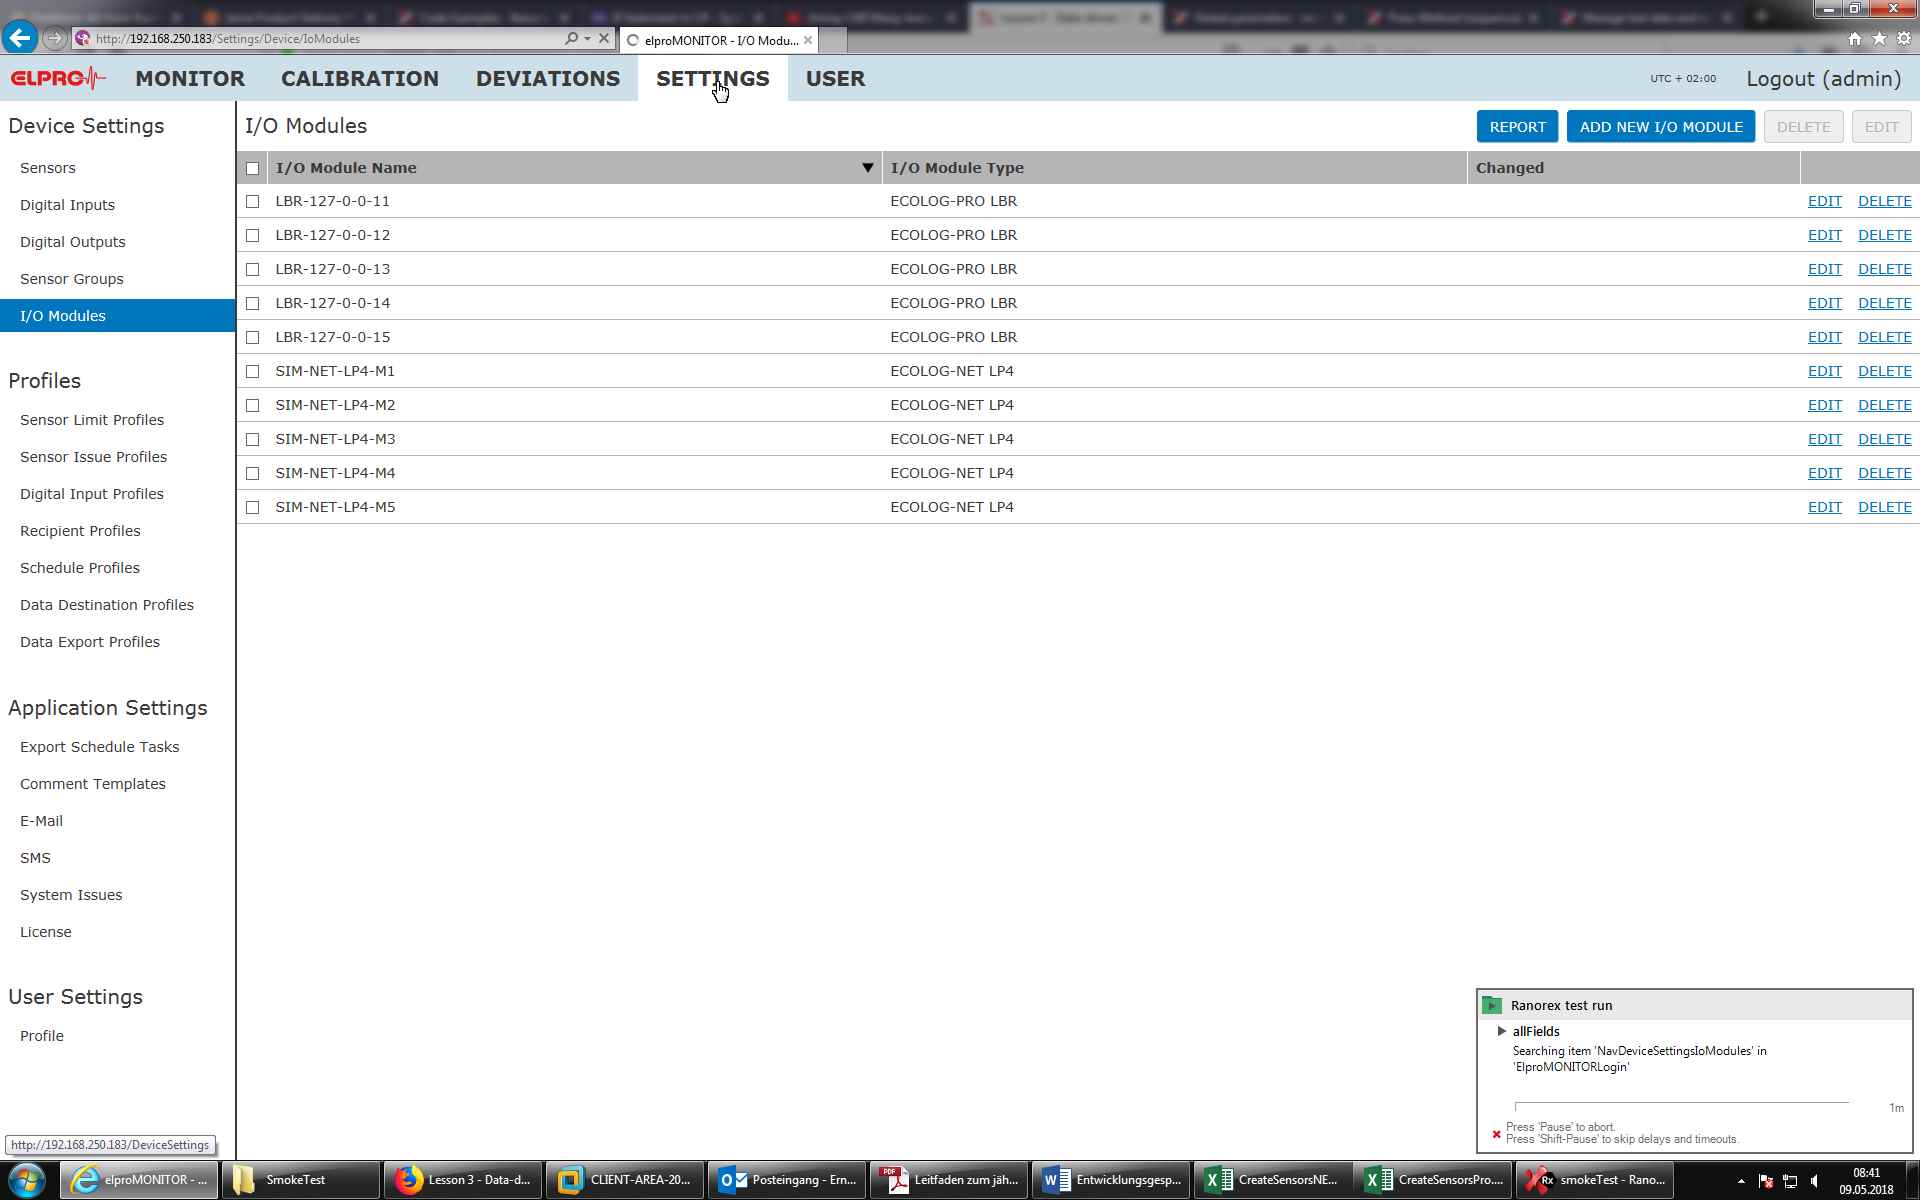 http://192.168.250.183/Settings/Device/IoModules
elproMONITOR - I/O Modu...
ELPRO
MONITOR
CALIBRATION
DEVIATIONS
SETTINGS
USER
UTC + 02:00
Logout (admin)
Device Settings
Sensors
Digital Inputs
Digital Outputs
Sensor Groups
I/O Modules
Profiles
Sensor Limit Profiles
Sensor Issue Profiles
Digital Input Profiles
Recipient Profiles
Schedule Profiles
Data Destination Profiles
Data Export Profiles
Application Settings
Export Schedule Tasks
Comment Templates
E-Mail
SMS
System Issues
License
User Settings
Profile
http://192.168.250.183/DeviceSettings
I/O Modules
REPORT
ADD NEW I/O MODULE
DELETE
EDIT
I/O Module Name I/O Module Type Changed
LBR-127-0-0-11 ECOLOG-PRO LBR EDIT DELETE
LBR-127-0-0-12 ECOLOG-PRO LBR EDIT DELETE
LBR-127-0-0-13 ECOLOG-PRO LBR EDIT DELETE
LBR-127-0-0-14 ECOLOG-PRO LBR EDIT DELETE
LBR-127-0-0-15 ECOLOG-PRO LBR EDIT DELETE
SIM-NET-LP4-M1 ECOLOG-NET LP4 EDIT DELETE
SIM-NET-LP4-M2 ECOLOG-NET LP4 EDIT DELETE
SIM-NET-LP4-M3 ECOLOG-NET LP4 EDIT DELETE
SIM-NET-LP4-M4 ECOLOG-NET LP4 EDIT DELETE
SIM-NET-LP4-M5 ECOLOG-NET LP4 EDIT DELETE
Ranorex test run
allFields
Searching item 'NavDeviceSettingsIoModules' in
'ElproMONITORLogin'
1m
Press 'Pause' to abort.
Press 'Shift-Pause' to skip delays and timeouts.
elproMONITOR - ...
SmokeTest
Lesson 3 - Data-d...
CLIENT-AREA-20...
Posteingang - Ern...
PDF
Leitfaden zum jäh...
Entwicklungsgesp...
CreateSensorsNE...
CreateSensorsPro....
Rx
smokeTest - Rano...
08:41
09.05.2018